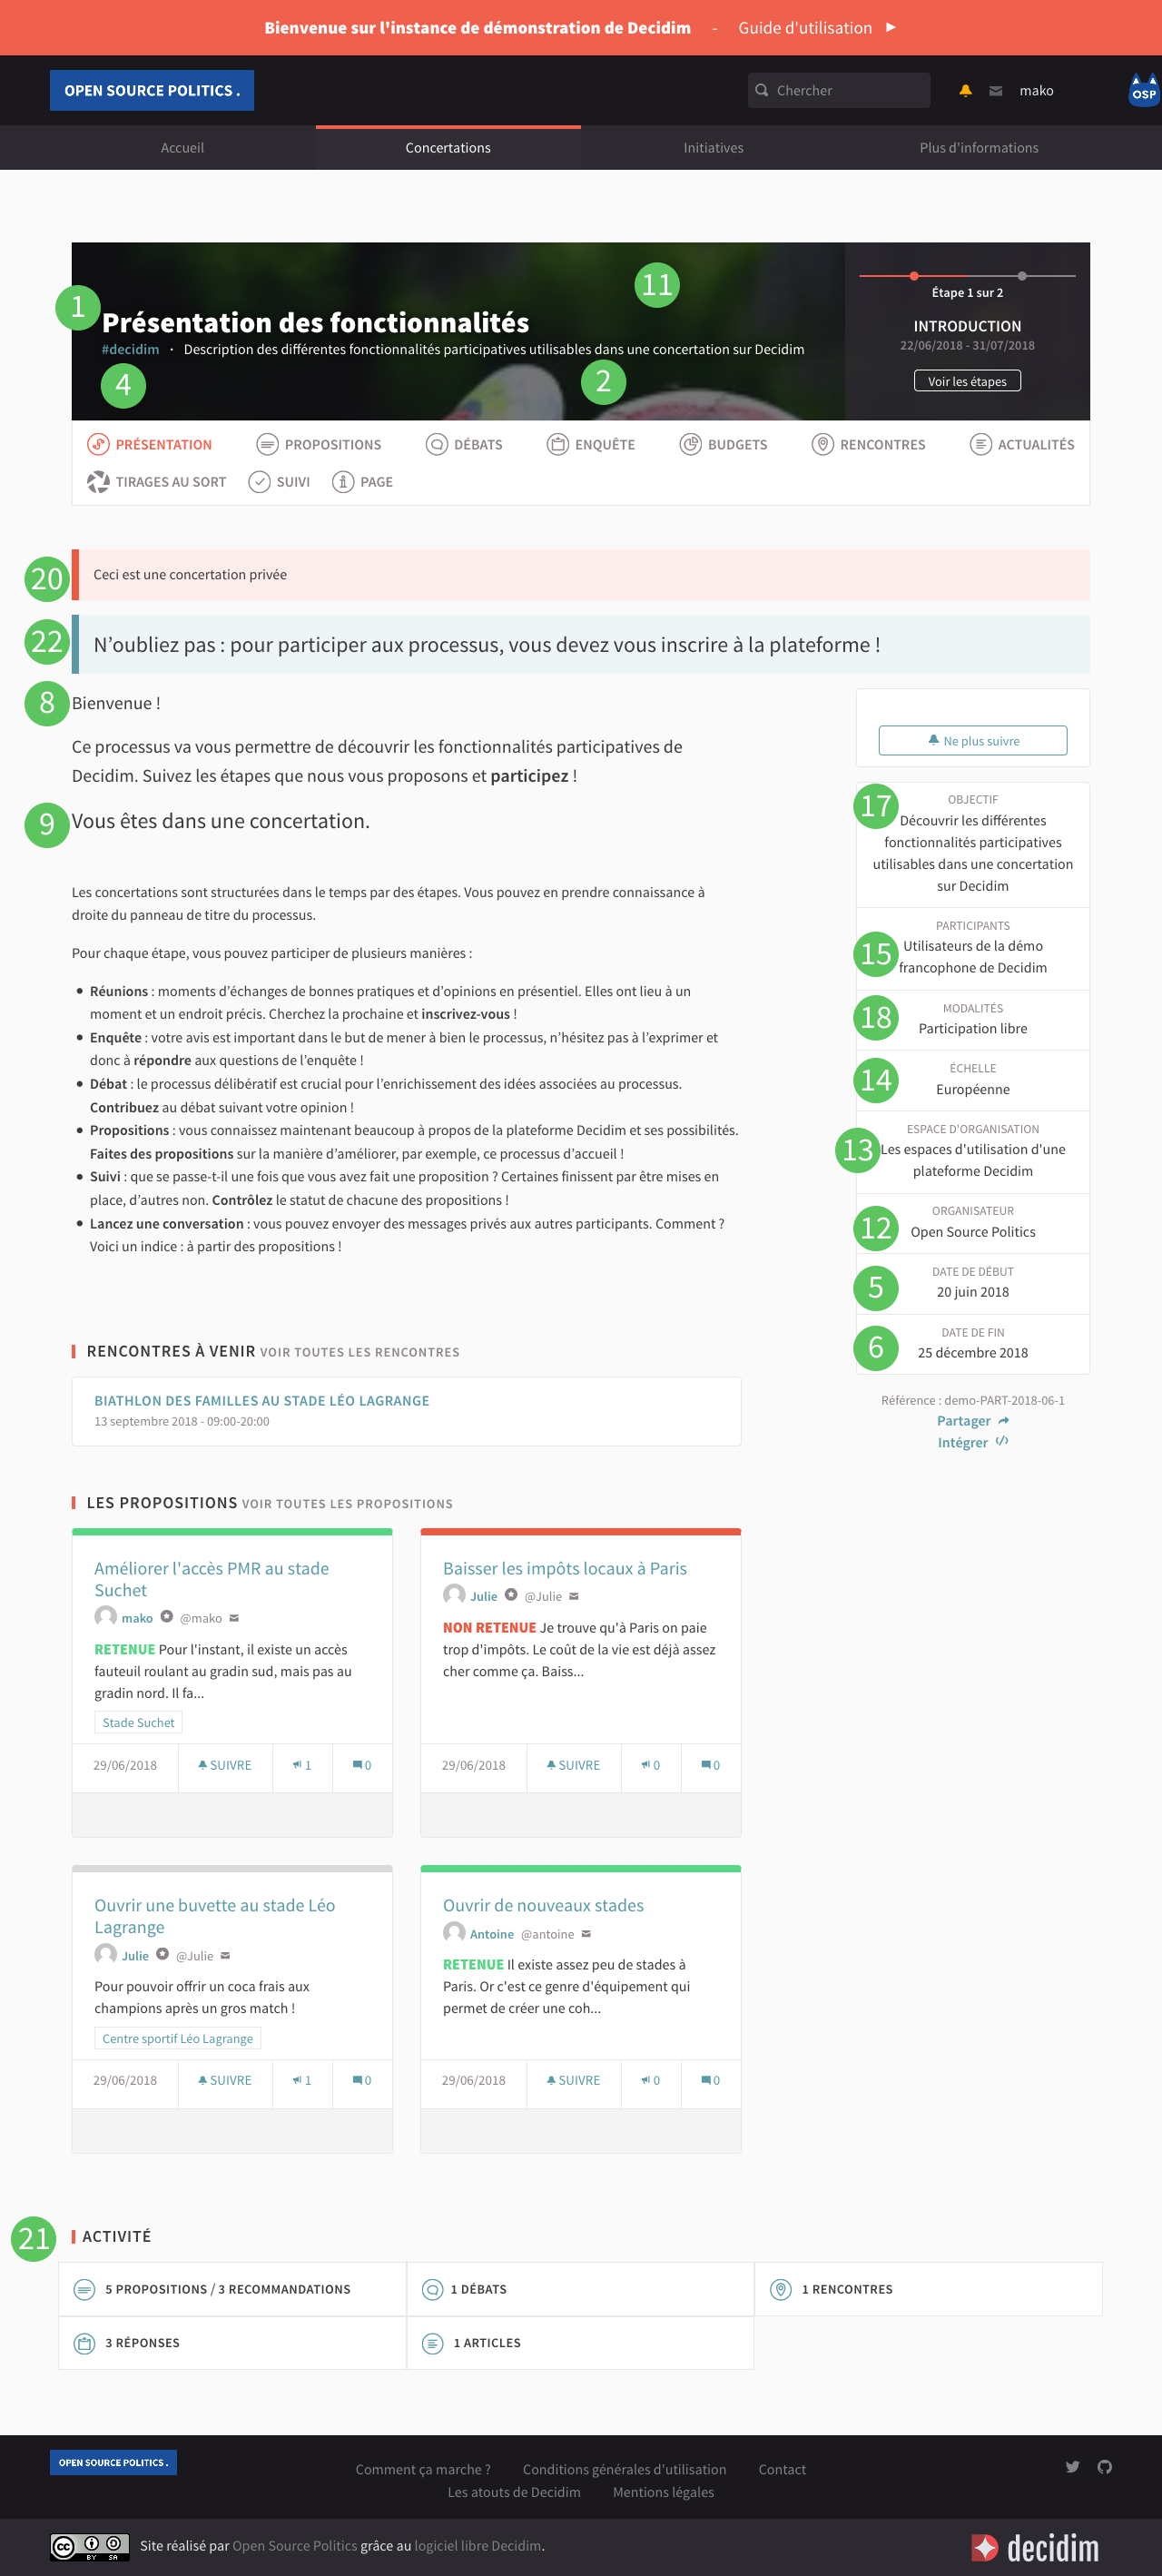 Bienvenue sur l'instance de démonstration de Decidim - Guide d'utilisation ►
OPEN SOURCE POLITICS .
Chercher
mako
OSP
Accueil
Concertations
Initiatives
Plus d'informations
1
11
Présentation des fonctionnalités
#decidim · Description des différentes fonctionnalités participatives utilisables dans une concertation sur Decidim
4
2
Étape 1 sur 2
INTRODUCTION
22/06/2018 - 31/07/2018
Voir les étapes
PRÉSENTATION
PROPOSITIONS
DÉBATS
ENQUÊTE
BUDGETS
RENCONTRES
ACTUALITÉS
TIRAGES AU SORT
SUIVI
PAGE
20
Ceci est une concertation privée
22
N’oubliez pas : pour participer aux processus, vous devez vous inscrire à la plateforme !
8
Bienvenue !
Ce processus va vous permettre de découvrir les fonctionnalités participatives de
Decidim. Suivez les étapes que nous vous proposons et participez !
9
Vous êtes dans une concertation.
Les concertations sont structurées dans le temps par des étapes. Vous pouvez en prendre connaissance à
droite du panneau de titre du processus.
Pour chaque étape, vous pouvez participer de plusieurs manières :
Réunions : moments d’échanges de bonnes pratiques et d’opinions en présentiel. Elles ont lieu à un
moment et un endroit précis. Cherchez la prochaine et inscrivez-vous !
Enquête : votre avis est important dans le but de mener à bien le processus, n’hésitez pas à l’exprimer et
donc à répondre aux questions de l’enquête !
Débat : le processus délibératif est crucial pour l’enrichissement des idées associées au processus.
Contribuez au débat suivant votre opinion !
Propositions : vous connaissez maintenant beaucoup à propos de la plateforme Decidim et ses possibilités.
Faites des propositions sur la manière d’améliorer, par exemple, ce processus d’accueil !
Suivi : que se passe-t-il une fois que vous avez fait une proposition ? Certaines finissent par être mises en
place, d’autres non. Contrôlez le statut de chacune des propositions !
Lancez une conversation : vous pouvez envoyer des messages privés aux autres participants. Comment ?
Voici un indice : à partir des propositions !
Ne plus suivre
17
OBJECTIF
Découvrir les différentes
fonctionnalités participatives
utilisables dans une concertation
sur Decidim
15
PARTICIPANTS
Utilisateurs de la démo
francophone de Decidim
18
MODALITÉS
Participation libre
14
ÉCHELLE
Européenne
13
ESPACE D'ORGANISATION
Les espaces d'utilisation d'une
plateforme Decidim
12
ORGANISATEUR
Open Source Politics
5
DATE DE DÉBUT
20 juin 2018
6
DATE DE FIN
25 décembre 2018
Référence : demo-PART-2018-06-1
Partager
Intégrer
RENCONTRES À VENIR VOIR TOUTES LES RENCONTRES
BIATHLON DES FAMILLES AU STADE LÉO LAGRANGE
13 septembre 2018 - 09:00-20:00
LES PROPOSITIONS VOIR TOUTES LES PROPOSITIONS
Améliorer l'accès PMR au stade
Suchet
mako @mako
RETENUE Pour l'instant, il existe un accès
fauteuil roulant au gradin sud, mais pas au
gradin nord. Il fa...
Stade Suchet
29/06/2018 SUIVRE 1 0
Baisser les impôts locaux à Paris
Julie @Julie
NON RETENUE Je trouve qu'à Paris on paie
trop d'impôts. Le coût de la vie est déjà assez
cher comme ça. Baiss...
29/06/2018 SUIVRE 0 0
Ouvrir une buvette au stade Léo
Lagrange
Julie @Julie
Pour pouvoir offrir un coca frais aux
champions après un gros match !
Centre sportif Léo Lagrange
29/06/2018 SUIVRE 1 0
Ouvrir de nouveaux stades
Antoine @antoine
RETENUE Il existe assez peu de stades à
Paris. Or c'est ce genre d'équipement qui
permet de créer une coh...
29/06/2018 SUIVRE 0 0
21
ACTIVITÉ
5 PROPOSITIONS / 3 RECOMMANDATIONS
1 DÉBATS
1 RENCONTRES
3 RÉPONSES
1 ARTICLES
OPEN SOURCE POLITICS .
Comment ça marche ?
Conditions générales d'utilisation
Contact
Les atouts de Decidim
Mentions légales
cc BY SA
Site réalisé par Open Source Politics grâce au logiciel libre Decidim.
decidim